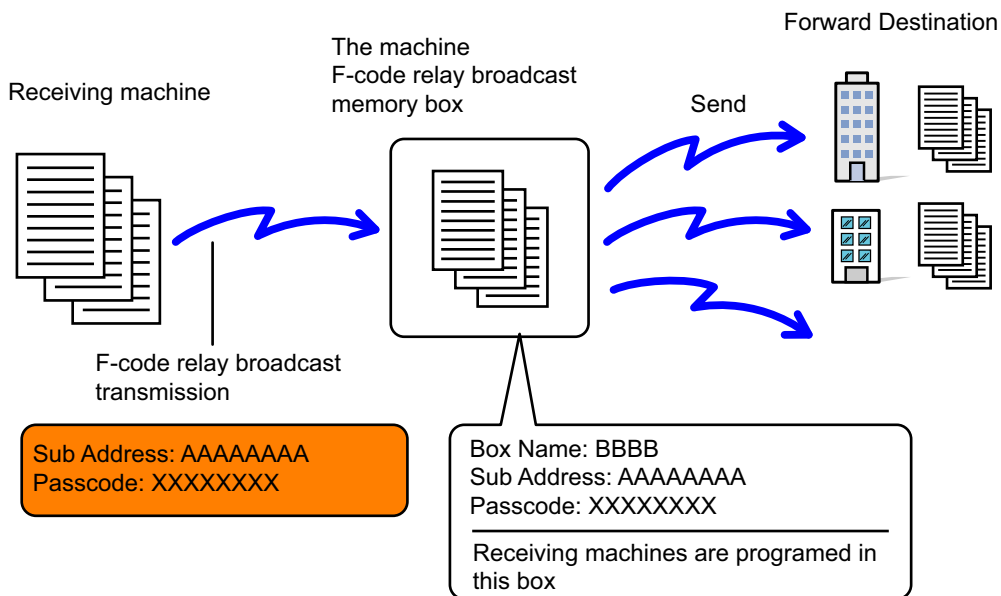 Forward Destination
The machine
F-code relay broadcast
memory box
Receiving machine
Send
F-code relay broadcast
transmission
Sub Address: AAAAAAAA
Passcode: XXXXXXXX
Box Name: BBBB
Sub Address: AAAAAAAA
Passcode: XXXXXXXX
Receiving machines are programed in
this box